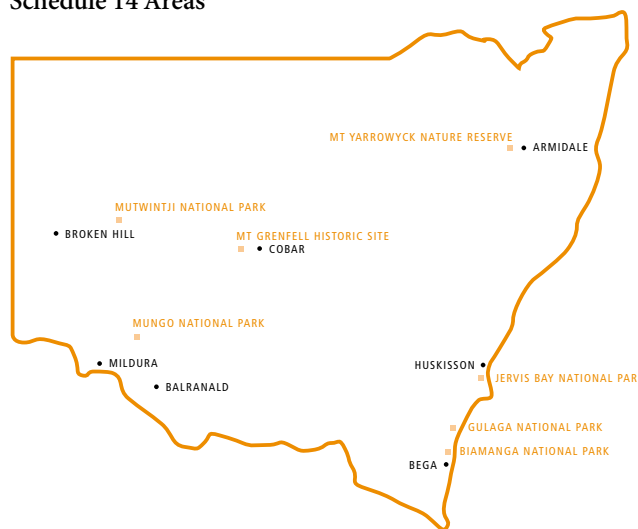 Schedule 14 Areas
MT YARROWYCK NATURE RESERVE
ARMIDALE
MUTWINTJI NATIONAL PARK
BROKEN HILL
MT GRENFELL HISTORIC SITE
COBAR
MUNGO NATIONAL PARK
MILDURA
BALRANALD
HUSKISSON
JERVIS BAY NATIONAL PAR
GULAGA NATIONAL PARK
BIAMANGA NATIONAL PARK
BEGA